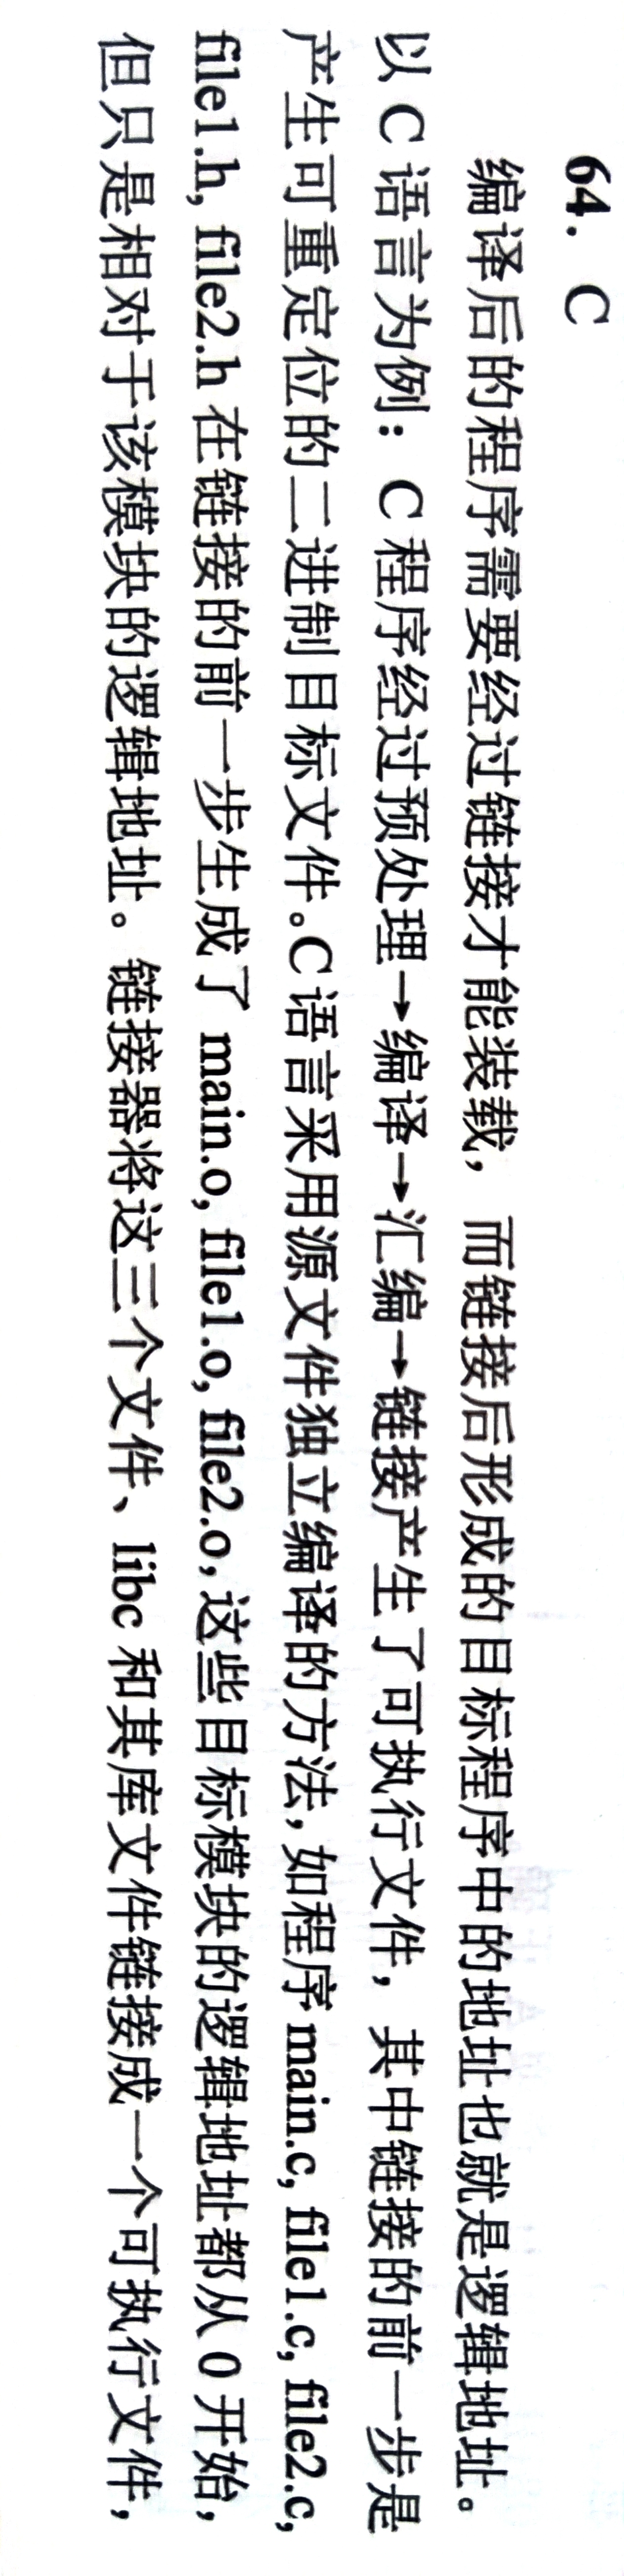 64. C
编译后的程序需要经过链接才能装载，而链接后形成的目标程序中的地址也就是逻辑地址。
以 C 语言为例：C 程序经过预处理→编译→汇编→链接产生了可执行文件，其中链接的前一步是
产生可重定位的二进制目标文件。C 语言采用源文件独立编译的方法，如程序 main.c, file1.c, file2.c,
file1.h, file2.h 在链接的前一步生成了 main.o, file1.o, file2.o，这些目标模块的逻辑地址都从 0 开始，
但只是相对于该模块的逻辑地址。链接器将这三个文件、libc 和其库文件链接成一个可执行文件，